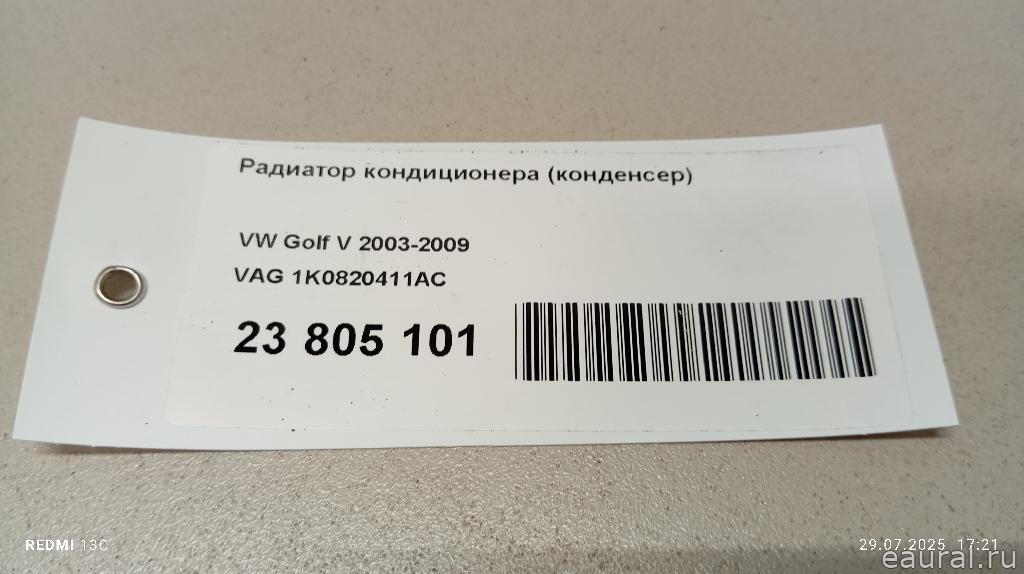 Радиатор кондиционера (конденсер)
VW Golf V 2003-2009
VAG 1K0820411AC
23 805 101
REDMI 13C
29.07.2025 17:21
eaural.ru